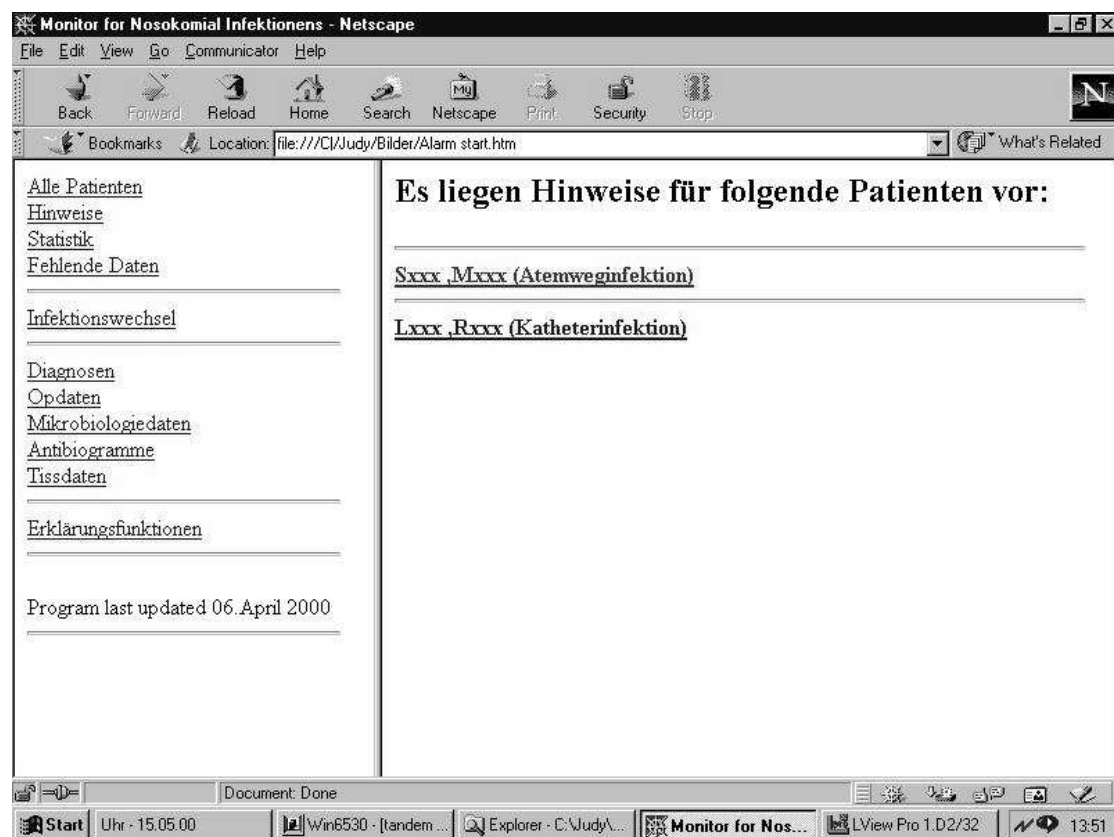 Monitor for Nosokomial Infektionens - Netscape
File Edit View Go Communicator Help
Back Forward Reload Home Search Netscape Print Security Stop
My
N
Bookmarks Location: file:///C|/Judy/Bilder/Alarm start.htm What's Related
Alle Patienten
Hinweise
Statistik
Fehlende Daten
Infektionswechsel
Diagnosen
Opdaten
Mikrobiologiedaten
Antibiogramme
Tissdaten
Erklärungsfunktionen
Program last updated 06.April 2000
Es liegen Hinweise für folgende Patienten vor:
Sxxx ,Mxxx (Atemweginfektion)
Lxxx ,Rxxx (Katheterinfektion)
Document: Done
Start Uhr - 15.05.00 Win6530 - [tandem ... Explorer - C:\Judy\... Monitor for Nos... LView Pro 1.D2/32 13:51